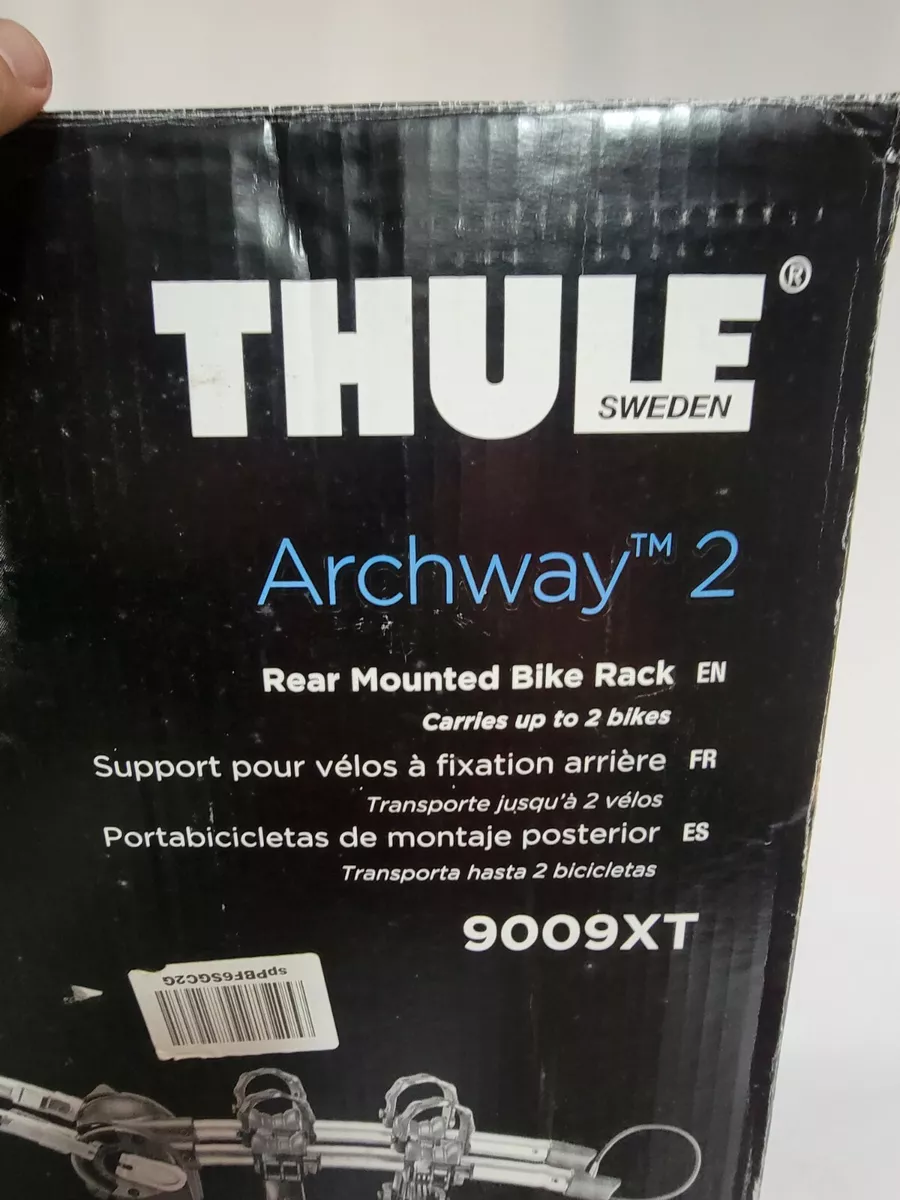 THULE®
SWEDEN
Archway™ 2
Rear Mounted Bike Rack EN
Carries up to 2 bikes
Support pour vélos à fixation arrière FR
Transporte jusqu'à 2 vélos
Portabicicletas de montaje posterior ES
Transporta hasta 2 bicicletas
9009XT
spPBF6SGC2G